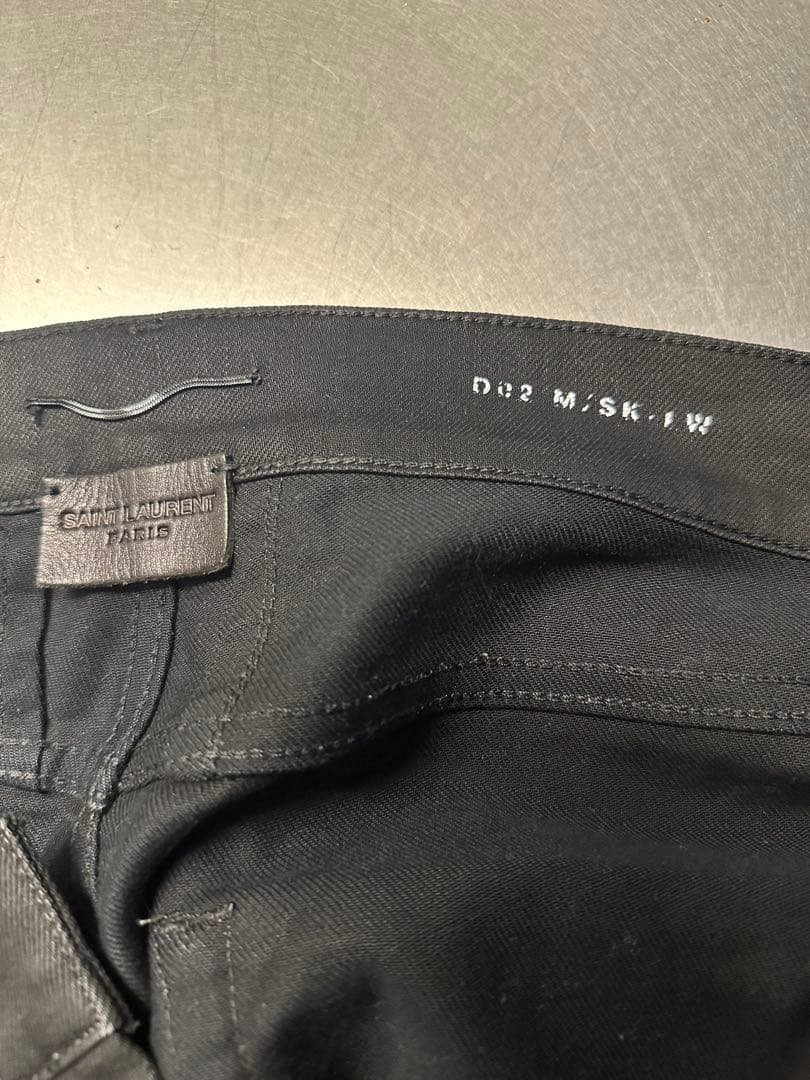 D02 M/SK-LW
SAINT LAURENT
PARIS